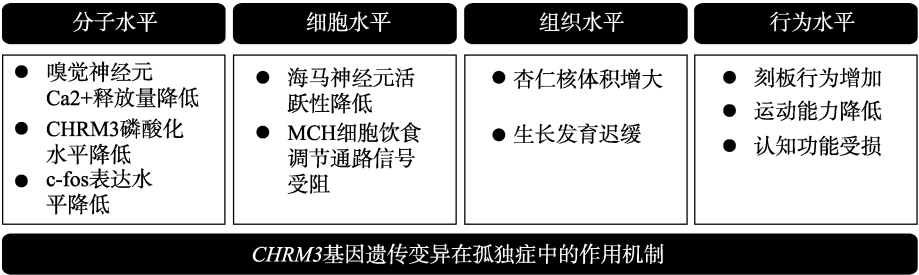 分子水平
嗅觉神经元
Ca2+释放量降低
CHRM3磷酸化
水平降低
c-fos表达水
平降低
细胞水平
海马神经元活
跃性降低
MCH细胞饮食
调节通路信号
受阻
组织水平
杏仁核体积增大
生长发育迟缓
行为水平
刻板行为增加
运动能力降低
认知功能受损
CHRM3基因遗传变异在孤独症中的作用机制